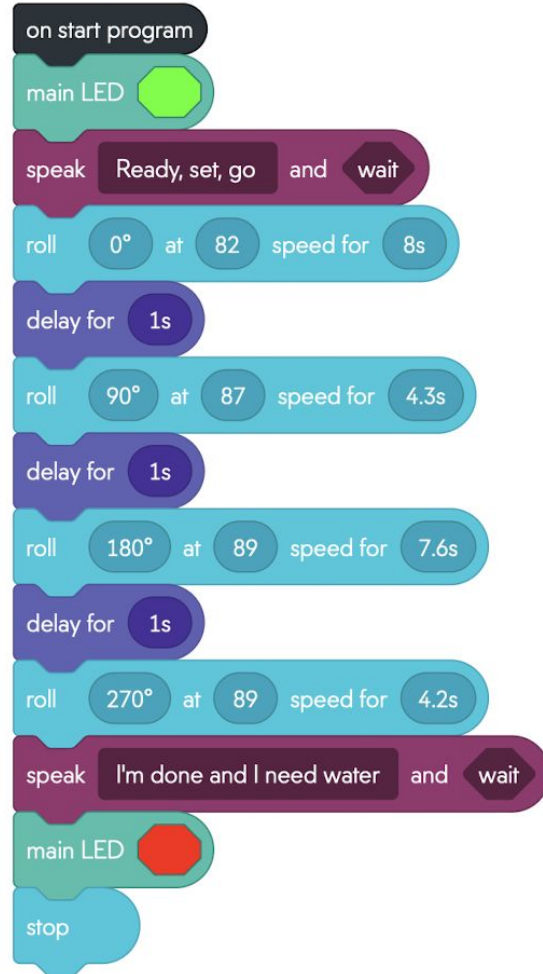 on start program
main LED
speak Ready, set, go and wait
roll 0° at 82 speed for 8s
delay for 1s
roll 90° at 87 speed for 4.3s
delay for 1s
roll 180° at 89 speed for 7.6s
delay for 1s
roll 270° at 89 speed for 4.2s
speak I'm done and I need water and wait
main LED
stop